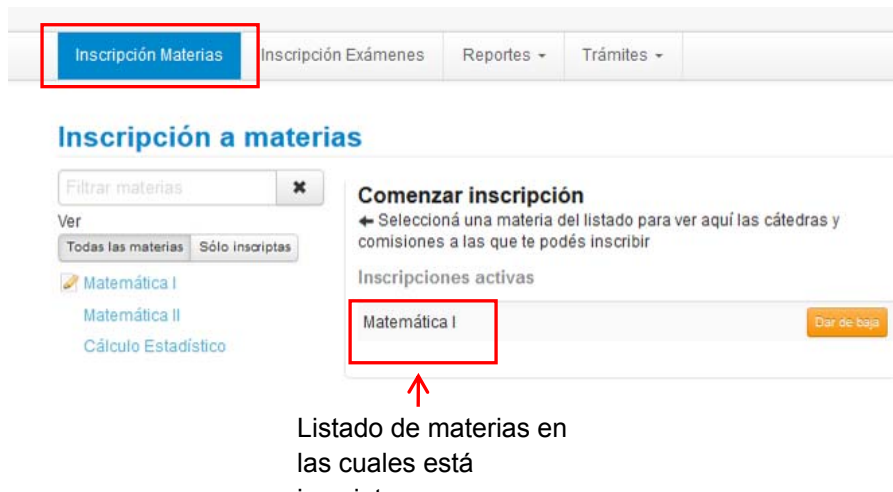 Inscripción Materias Inscripción Exámenes Reportes Trámites
Inscripción a materias
Filtrar materias
Ver
Todas las materias Sólo inscriptas
Matemática I
Matemática II
Cálculo Estadístico
Comenzar inscripción
Seleccioná una materia del listado para ver aquí las cátedras y
comisiones a las que te podés inscribir
Inscripciones activas
Matemática I Dar de baja
Listado de materias en
las cuales está